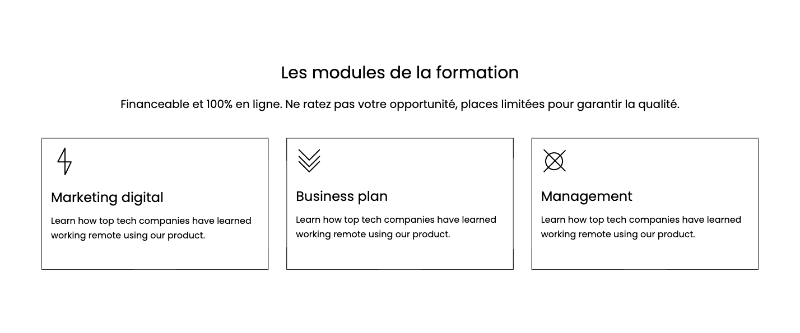 Les modules de la formation
Financeable et 100% en ligne. Ne ratez pas votre opportunité, places limitées pour garantir la qualité.
Marketing digital
Learn how top tech companies have learned
working remote using our product.
Business plan
Learn how top tech companies have learned
working remote using our product.
Management
Learn how top tech companies have learned
working remote using our product.